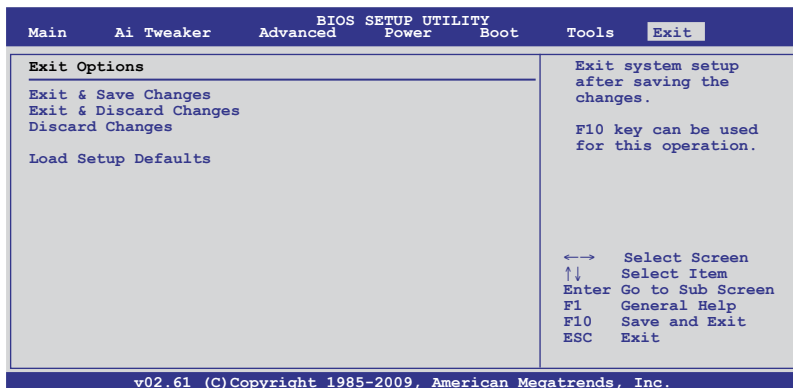 BIOS SETUP UTILITY
Main Ai Tweaker Advanced Power Boot Tools Exit
Exit Options
Exit & Save Changes
Exit & Discard Changes
Discard Changes
Load Setup Defaults
Exit system setup
after saving the
changes.
F10 key can be used
for this operation.
←→ Select Screen
↑↓ Select Item
Enter Go to Sub Screen
F1 General Help
F10 Save and Exit
ESC Exit
v02.61 (C)Copyright 1985-2009, American Megatrends, Inc.